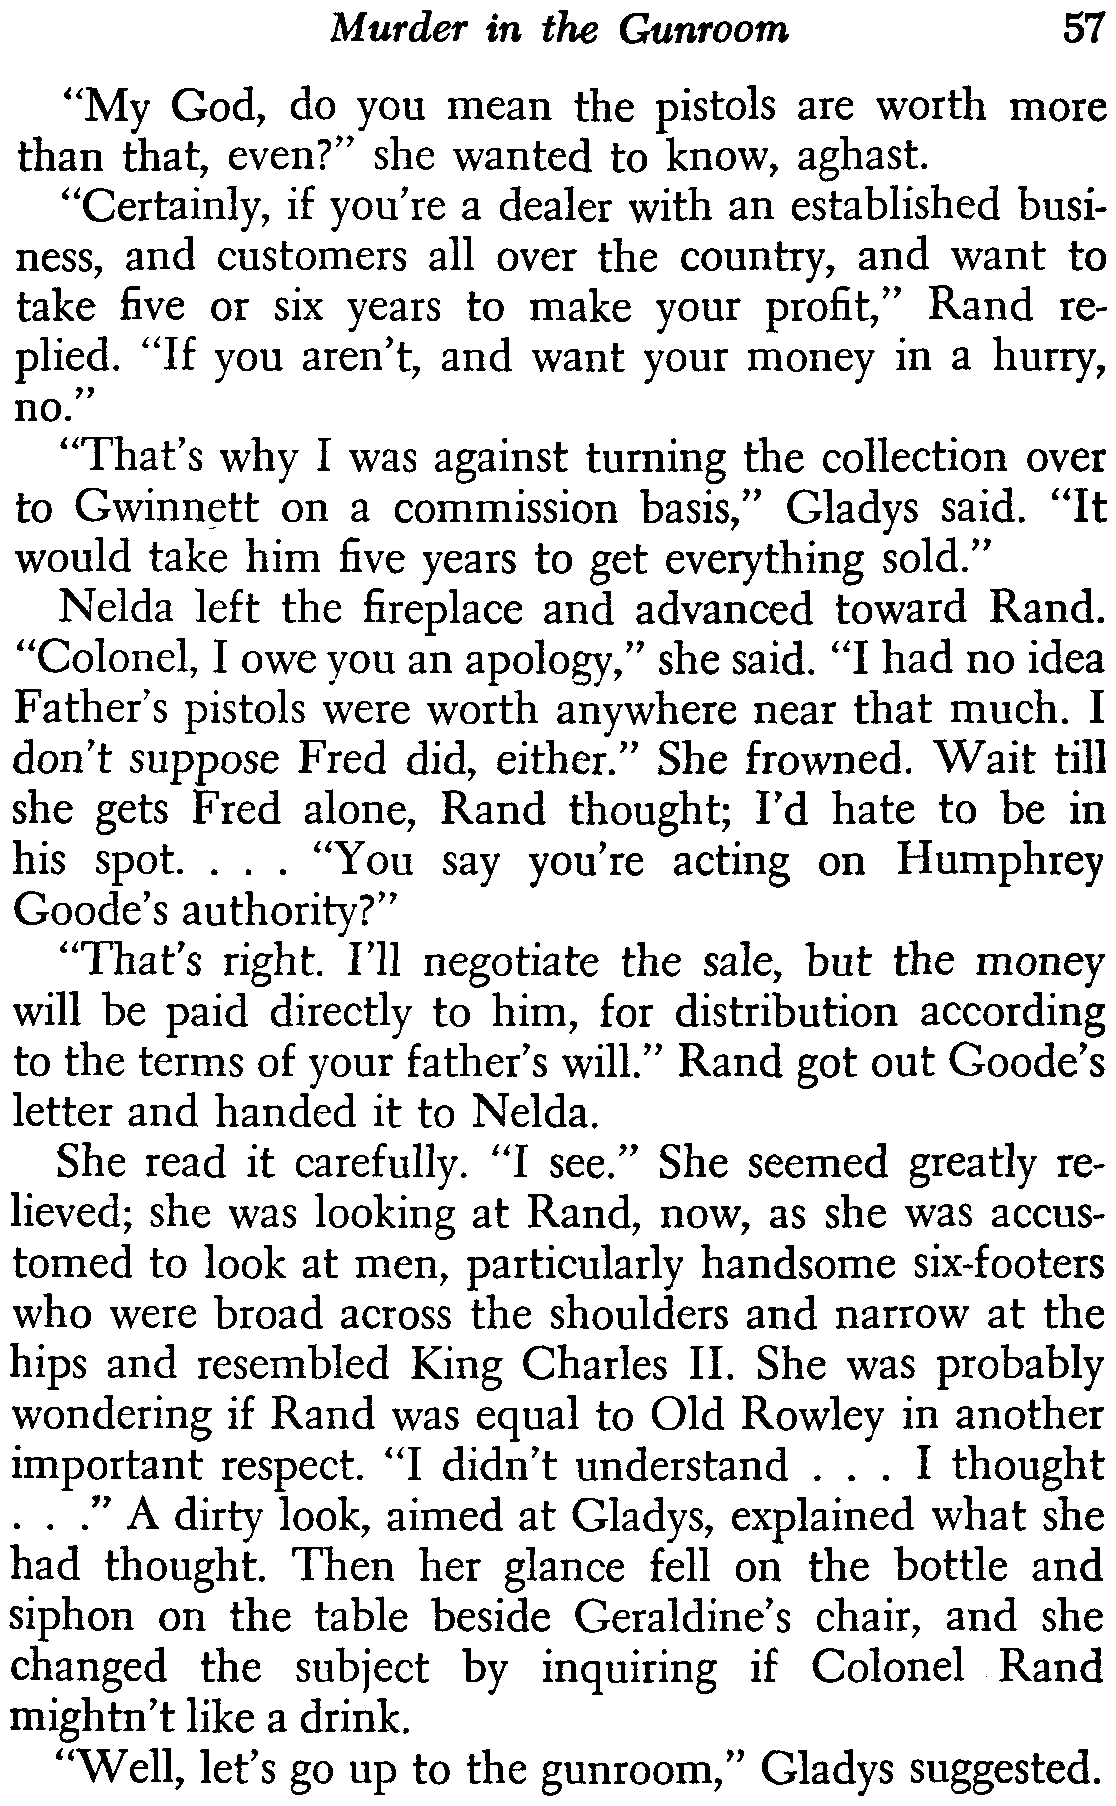 Murder in the Gunroom 57
“My God, do you mean the pistols are worth more
than that, even?” she wanted to know, aghast.
“Certainly, if you're a dealer with an established busi-
ness, and customers all over the country, and want to
take five or six years to make your profit,” Rand re-
plied. “If you aren't, and want your money in a hurry,
no.”
“That's why I was against turning the collection over
to Gwinnett on a commission basis,” Gladys said. “It
would take him five years to get everything sold.”
Nelda left the fireplace and advanced toward Rand.
“Colonel, I owe you an apology,” she said. “I had no idea
Father's pistols were worth anywhere near that much. I
don't suppose Fred did, either.” She frowned. Wait till
she gets Fred alone, Rand thought; I'd hate to be in
his spot. . . . “You say you're acting on Humphrey
Goode's authority?”
“That's right. I'll negotiate the sale, but the money
will be paid directly to him, for distribution according
to the terms of your father's will.” Rand got out Goode's
letter and handed it to Nelda.
She read it carefully. “I see.” She seemed greatly re-
lieved; she was looking at Rand, now, as she was accus-
tomed to look at men, particularly handsome six-footers
who were broad across the shoulders and narrow at the
hips and resembled King Charles II. She was probably
wondering if Rand was equal to Old Rowley in another
important respect. “I didn't understand . . . I thought
. . .” A dirty look, aimed at Gladys, explained what she
had thought. Then her glance fell on the bottle and
siphon on the table beside Geraldine's chair, and she
changed the subject by inquiring if Colonel Rand
mightn't like a drink.
“Well, let's go up to the gunroom,” Gladys suggested.